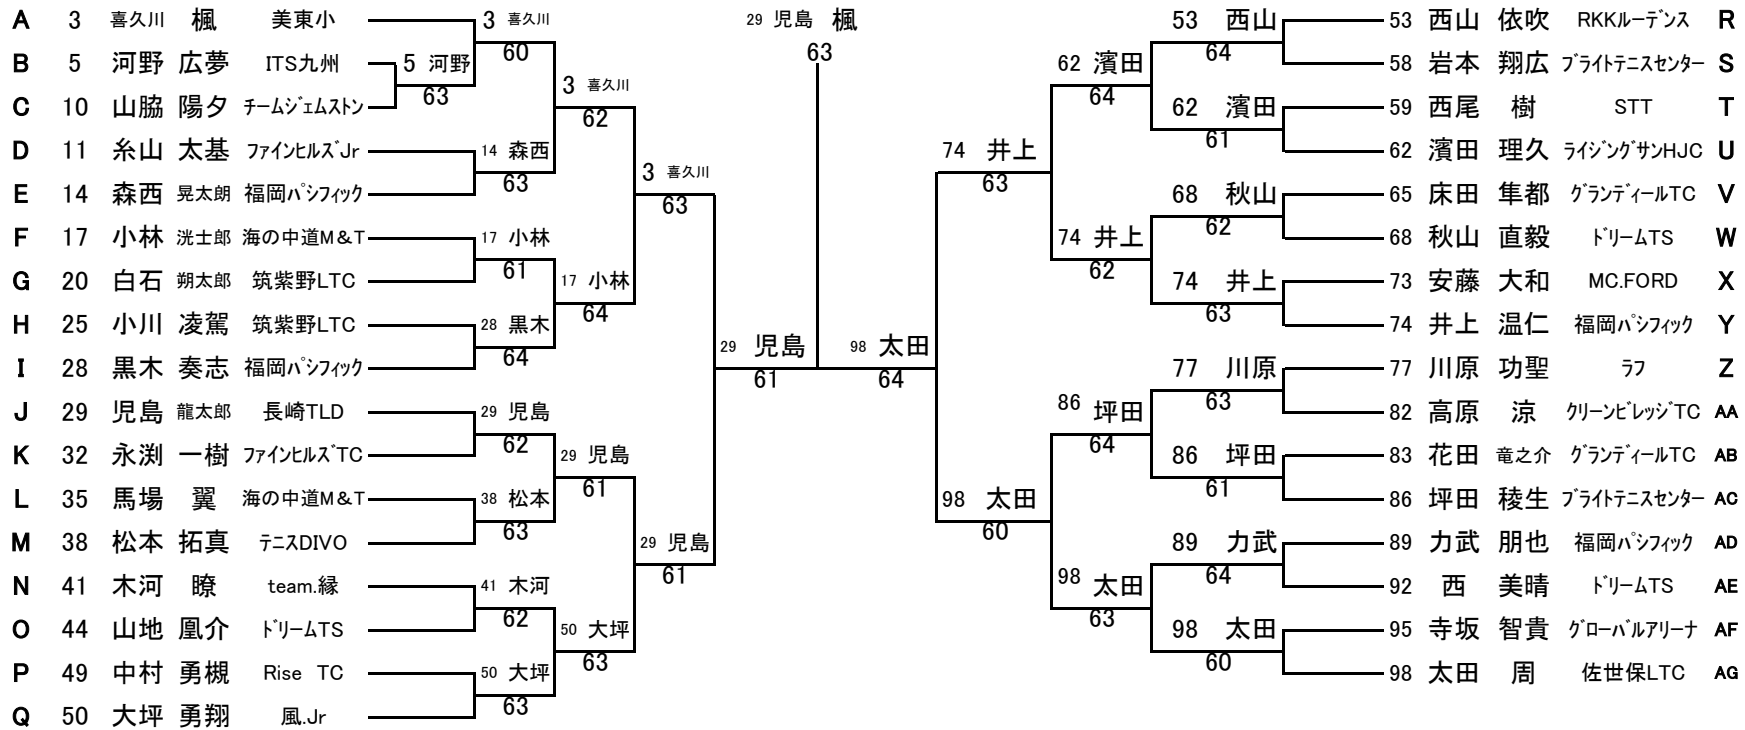 A 3 喜久川 楓 美東小
B 5 河野 広夢 ITS九州
C 10 山脇 陽夕 ﾁｰﾑｼﾞｪﾑｽﾄﾝ
D 11 糸山 太基 ﾌｧｲﾝﾋﾙｽﾞJr
E 14 森西 晃太朗 福岡ﾊﾟｼﾌｨｯｸ
F 17 小林 洸士郎 海の中道M＆T
G 20 白石 朔太郎 筑紫野LTC
H 25 小川 凌駕 筑紫野LTC
I 28 黒木 奏志 福岡ﾊﾟｼﾌｨｯｸ
J 29 児島 龍太郎 長崎TLD
K 32 永渕 一樹 ﾌｧｲﾝﾋﾙｽﾞTC
L 35 馬場 翼 海の中道M＆T
M 38 松本 拓真 ﾃﾆｽDIVO
N 41 木河 瞭 team.縁
O 44 山地 凰介 ﾄﾞﾘｰﾑTS
P 49 中村 勇槻 Rise TC
Q 50 大坪 勇翔 風.Jr
5 河野
63
3 喜久川
60
14 森西
63
17 小林
61
28 黒木
64
29 児島
62
38 松本
63
41 木河
62
50 大坪
63
3 喜久川
62
17 小林
64
29 児島
61
50 大坪
63
3 喜久川
63
29 児島
61
29 児島
61
29 児島 楓
63
98 太田
64
74 井上
63
98 太田
60
62 濱田
64
74 井上
62
86 坪田
64
98 太田
63
53 西山
64
62 濱田
61
68 秋山
62
74 井上
63
77 川原
63
86 坪田
61
89 力武
64
98 太田
60
53 西山 依吹 RKKﾙｰﾃﾞﾝｽ R
58 岩本 翔広 ﾌﾞﾗｲﾄﾃﾆｽｾﾝﾀｰ S
59 西尾 樹 STT T
62 濱田 理久 ﾗｲｼﾞﾝｸﾞｻﾝHJC U
65 床田 隼都 ｸﾞﾗﾝﾃﾞｨｰﾙTC V
68 秋山 直毅 ﾄﾞﾘｰﾑTS W
73 安藤 大和 MC.FORD X
74 井上 温仁 福岡ﾊﾟｼﾌｨｯｸ Y
77 川原 功聖 ﾗﾌ Z
82 高原 涼 ｸﾘｰﾝﾋﾞﾚｯｼﾞTC AA
83 花田 竜之介 ｸﾞﾗﾝﾃﾞｨｰﾙTC AB
86 坪田 稜生 ﾌﾞﾗｲﾄﾃﾆｽｾﾝﾀｰ AC
89 力武 朋也 福岡ﾊﾟｼﾌｨｯｸ AD
92 西 美晴 ﾄﾞﾘｰﾑTS AE
95 寺坂 智貴 ｸﾞﾛｰﾊﾞﾙｱﾘｰﾅ AF
98 太田 周 佐世保LTC AG